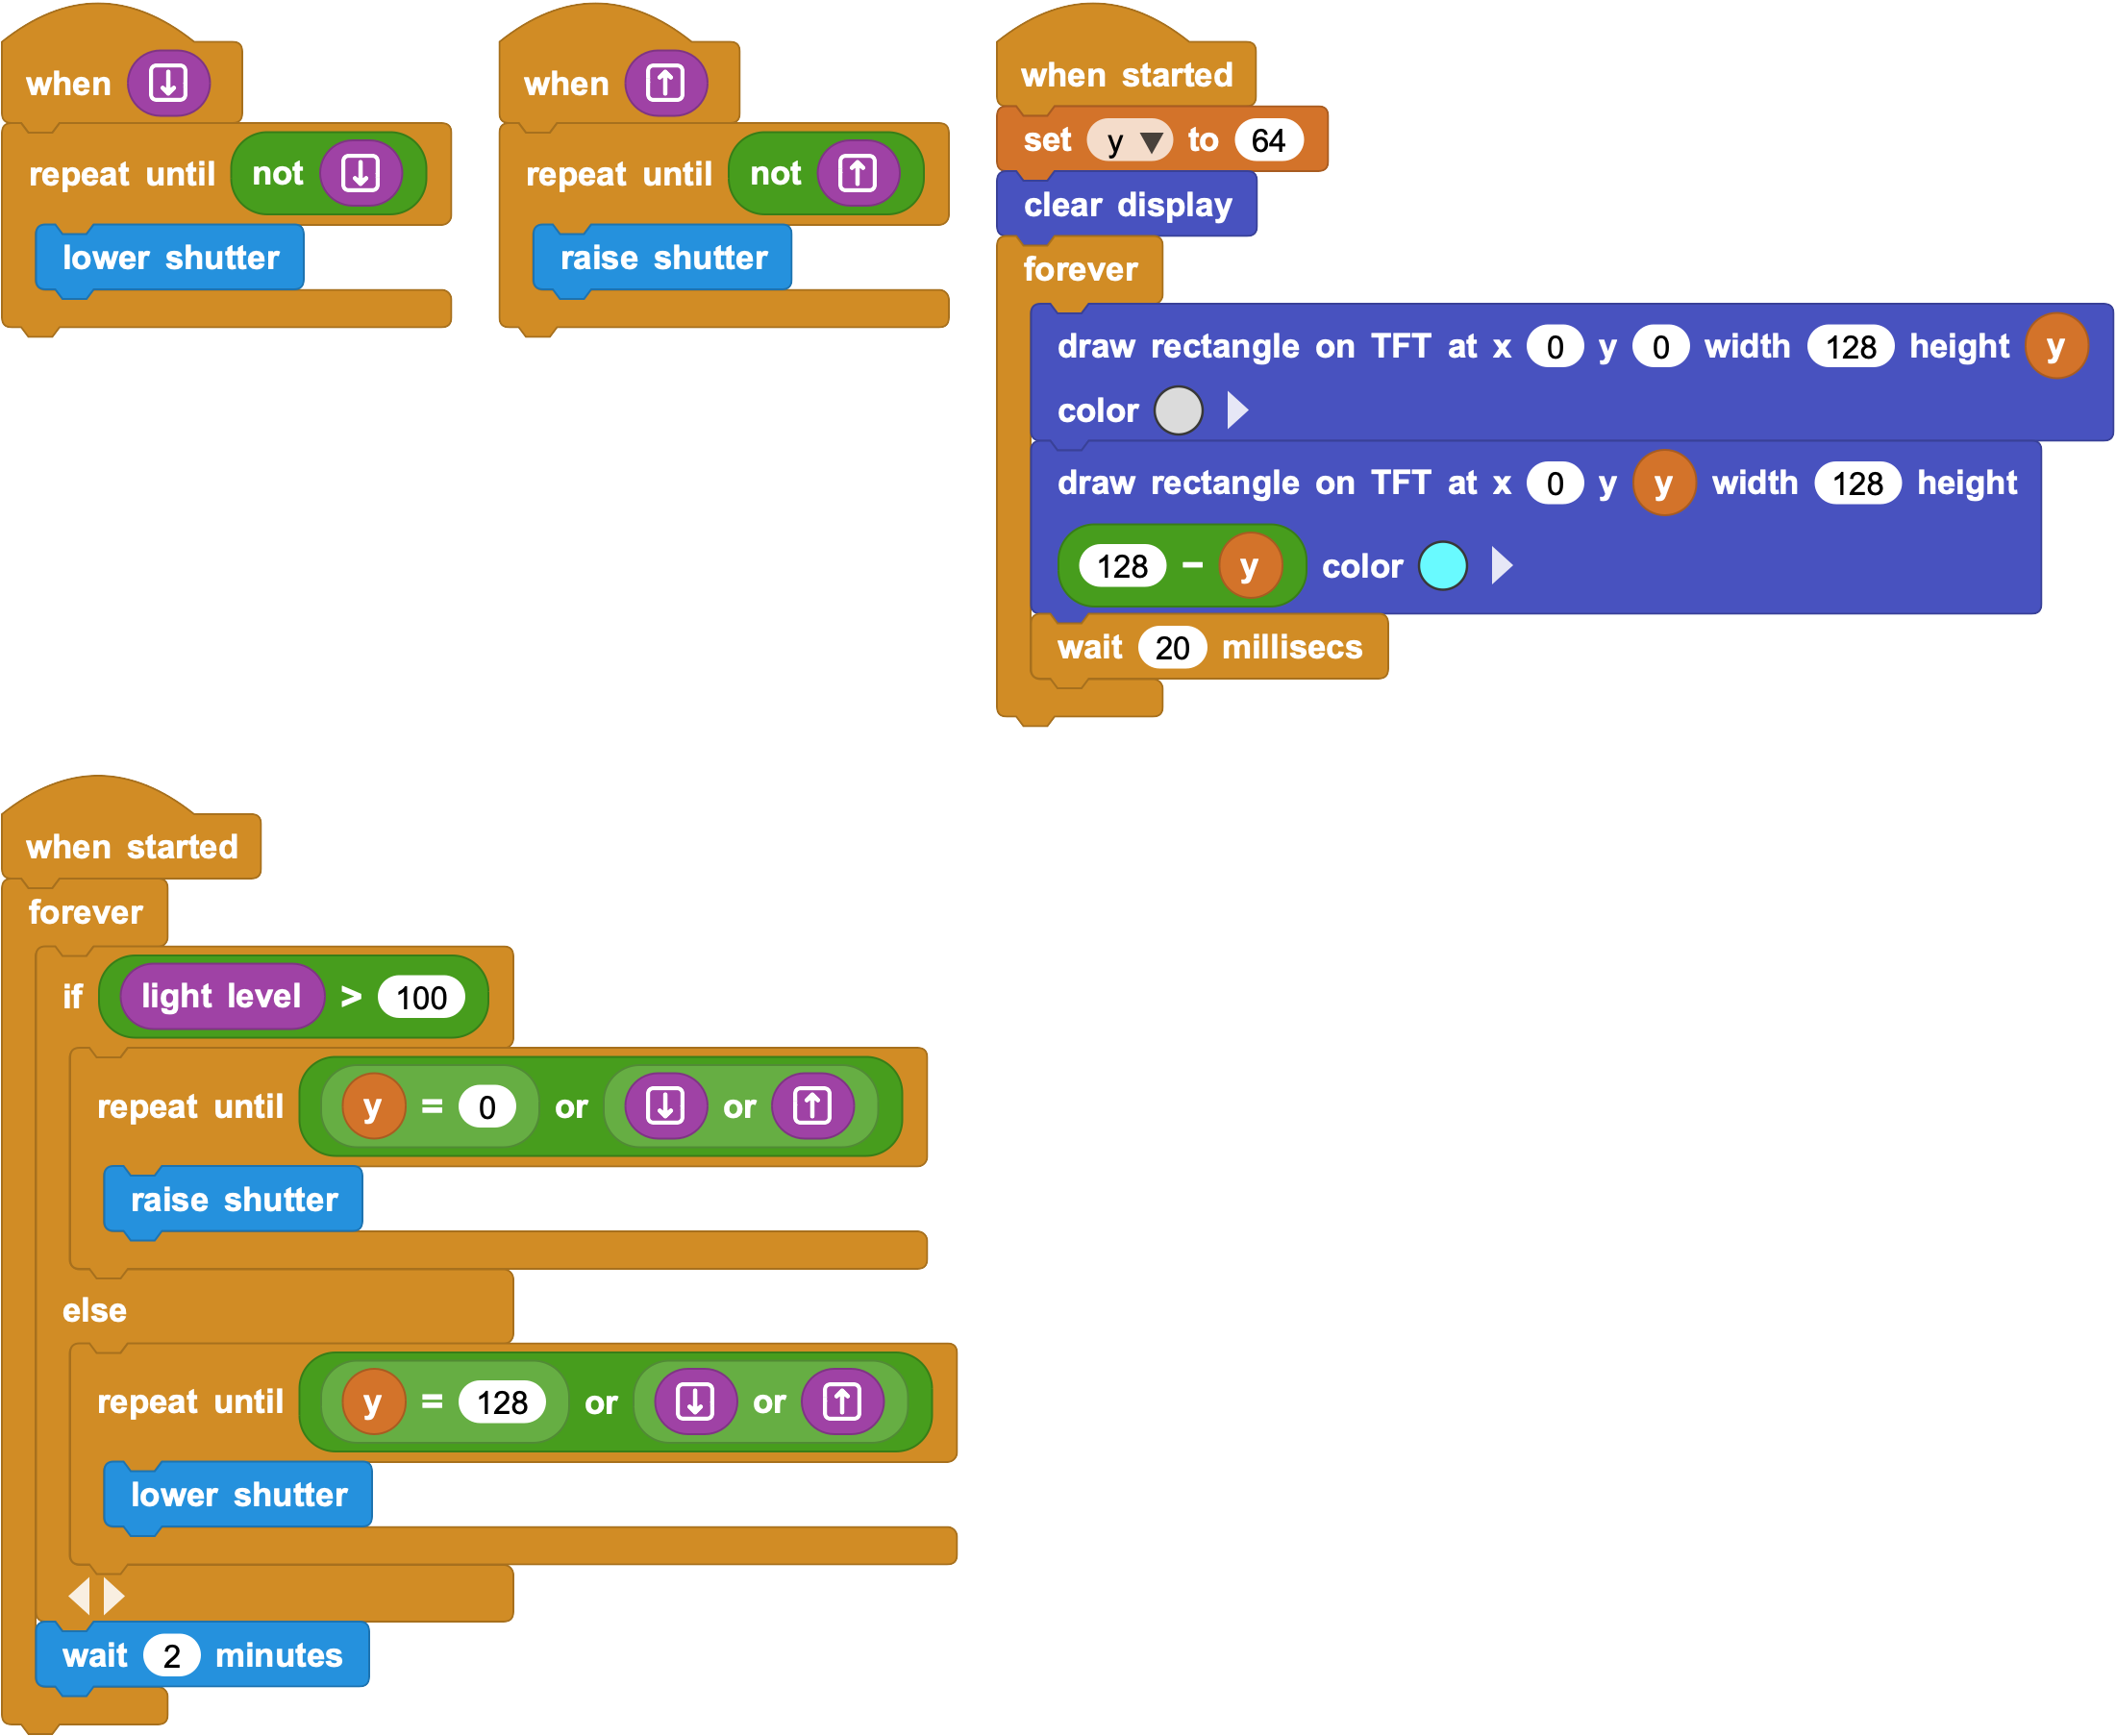 when
repeat until not
lower shutter
when
repeat until not
raise shutter
when started
set y to 64
clear display
forever
draw rectangle on TFT at x 0 y 0 width 128 height y
color
draw rectangle on TFT at x 0 y y width 128 height
128 − y color
wait 20 millisecs
when started
forever
if light level > 100
repeat until y = 0 or or
raise shutter
else
repeat until y = 128 or or
lower shutter
wait 2 minutes